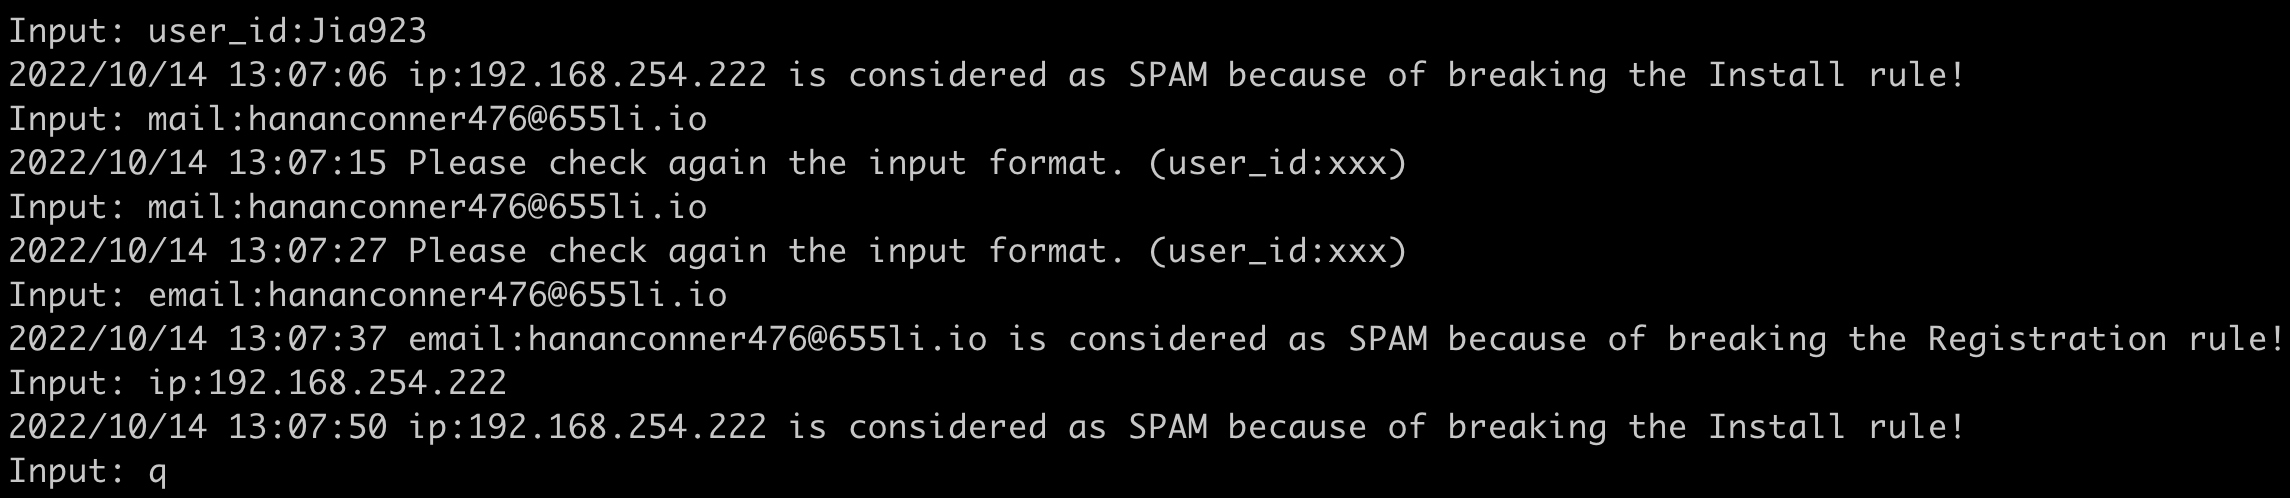 Input: user_id:Jia923
2022/10/14 13:07:06 ip:192.168.254.222 is considered as SPAM because of breaking the Install rule!
Input: mail:hananconner476@655li.io
2022/10/14 13:07:15 Please check again the input format. (user_id:xxx)
Input: mail:hananconner476@655li.io
2022/10/14 13:07:27 Please check again the input format. (user_id:xxx)
Input: email:hananconner476@655li.io
2022/10/14 13:07:37 email:hananconner476@655li.io is considered as SPAM because of breaking the Registration rule!
Input: ip:192.168.254.222
2022/10/14 13:07:50 ip:192.168.254.222 is considered as SPAM because of breaking the Install rule!
Input: q